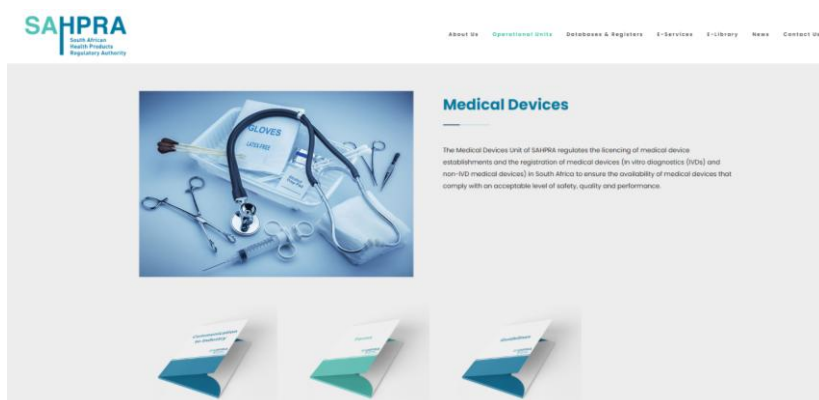 SAHPRA
South African
Health Products
Regulatory Authority
About Us Operational Units Databases & Registers E-Services E-Library News Contact Us
GLOVES
LATEX FREE
Medical Devices
The Medical Devices Unit of SAHPRA regulates the licencing of medical device
establishments and the registration of medical devices (in vitro diagnostics (IVDs) and
non-IVD medical devices) in South Africa to ensure the availability of medical devices that
comply with an acceptable level of safety, quality and performance.
Communication
to Industry
Forms
Guidelines